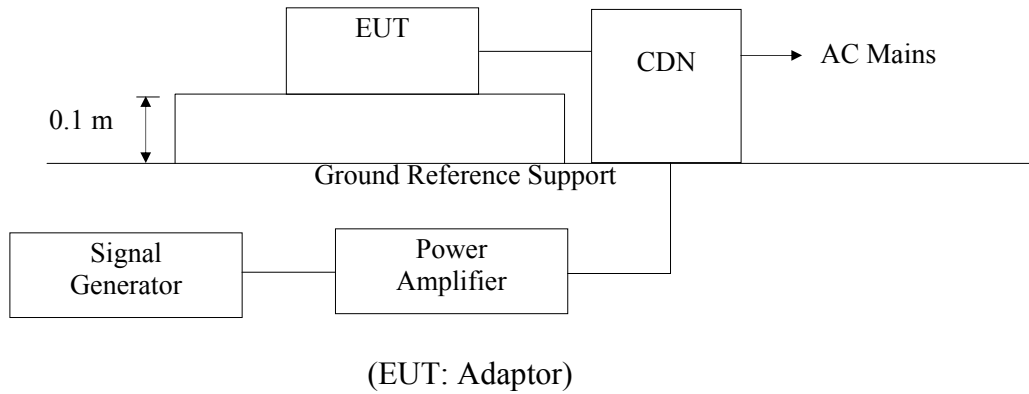 EUT
CDN
AC Mains
0.1 m
Ground Reference Support
Signal
Generator
Power
Amplifier
(EUT: Adaptor)